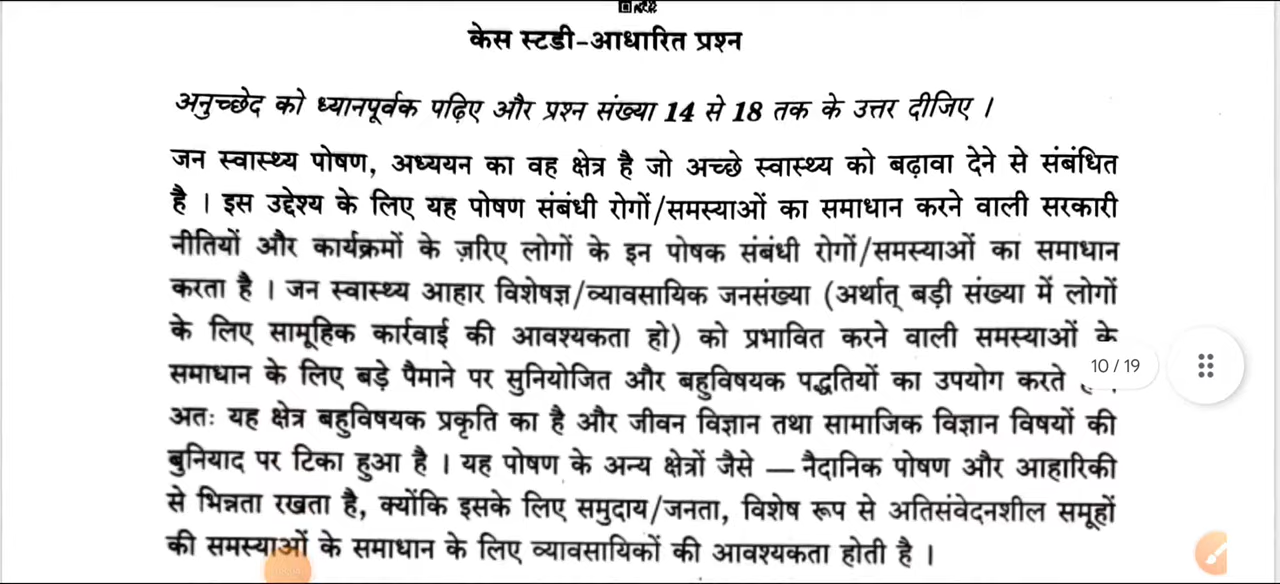 केस स्टडी-आधारित प्रश्न
अनुच्छेद को ध्यानपूर्वक पढ़िए और प्रश्न संख्या 14 से 18 तक के उत्तर दीजिए ।
जन स्वास्थ्य पोषण, अध्ययन का वह क्षेत्र है जो अच्छे स्वास्थ्य को बढ़ावा देने से संबंधित
है । इस उद्देश्य के लिए यह पोषण संबंधी रोगों/समस्याओं का समाधान करने वाली सरकारी
नीतियों और कार्यक्रमों के ज़रिए लोगों के इन पोषक संबंधी रोगों/समस्याओं का समाधान
करता है । जन स्वास्थ्य आहार विशेषज्ञ/व्यावसायिक जनसंख्या (अर्थात् बड़ी संख्या में लोगों
के लिए सामूहिक कार्रवाई की आवश्यकता हो) को प्रभावित करने वाली समस्याओं के
समाधान के लिए बड़े पैमाने पर सुनियोजित और बहुविषयक पद्धतियों का उपयोग करते
10/19
अतः यह क्षेत्र बहुविषयक प्रकृति का है और जीवन विज्ञान तथा सामाजिक विज्ञान विषयों की
बुनियाद पर टिका हुआ है । यह पोषण के अन्य क्षेत्रों जैसे — नैदानिक पोषण और आहारिकी
से भिन्नता रखता है, क्योंकि इसके लिए समुदाय/जनता, विशेष रूप से अतिसंवेदनशील समूहों
की समस्याओं के समाधान के लिए व्यावसायिकों की आवश्यकता होती है ।